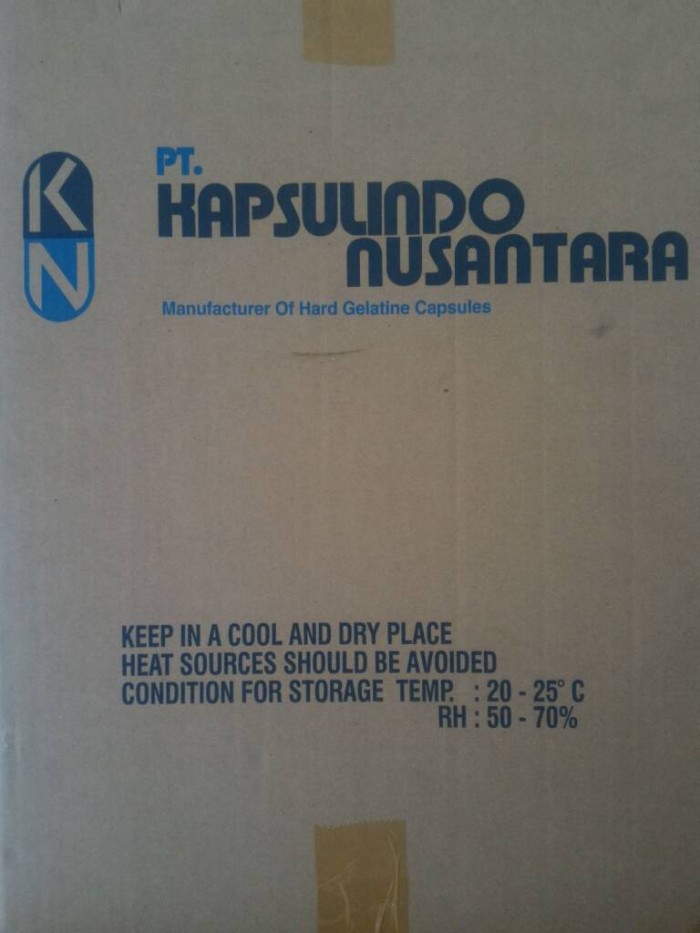 K
N
PT.
KAPSULINDO
NUSANTARA
Manufacturer Of Hard Gelatine Capsules
KEEP IN A COOL AND DRY PLACE
HEAT SOURCES SHOULD BE AVOIDED
CONDITION FOR STORAGE TEMP. : 20 - 25° C
RH : 50 - 70%